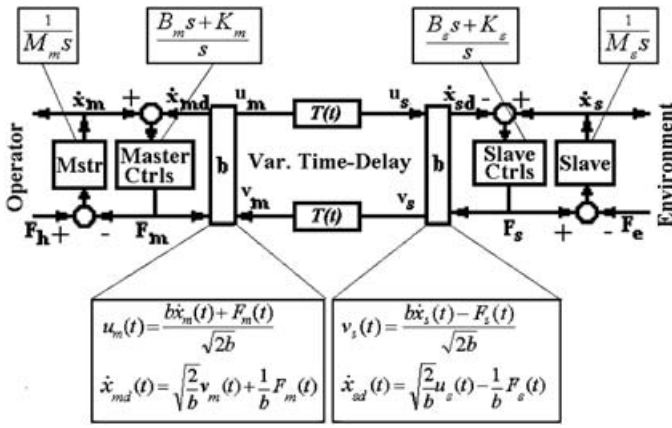 1/(M_m s)
(B_m s + K_m)/s
(B_s s + K_s)/s
1/(M_s s)
ẋ_m + ẋ_md u_m T(t) u_s ẋ_sd - + ẋ_s
Operator
Mstr
Master Ctrls
b
Var. Time-Delay
b
Slave Ctrls
Slave
Environment
F_h + - F_m v_m T(t) v_s F_s + - F_e
u_m(t) = (bẋ_m(t) + F_m(t))/√(2b)
ẋ_md(t) = √(2/b) v_m(t) + (1/b) F_m(t)
v_s(t) = (bẋ_s(t) − F_s(t))/√(2b)
ẋ_sd(t) = √(2/b) u_s(t) − (1/b) F_s(t)